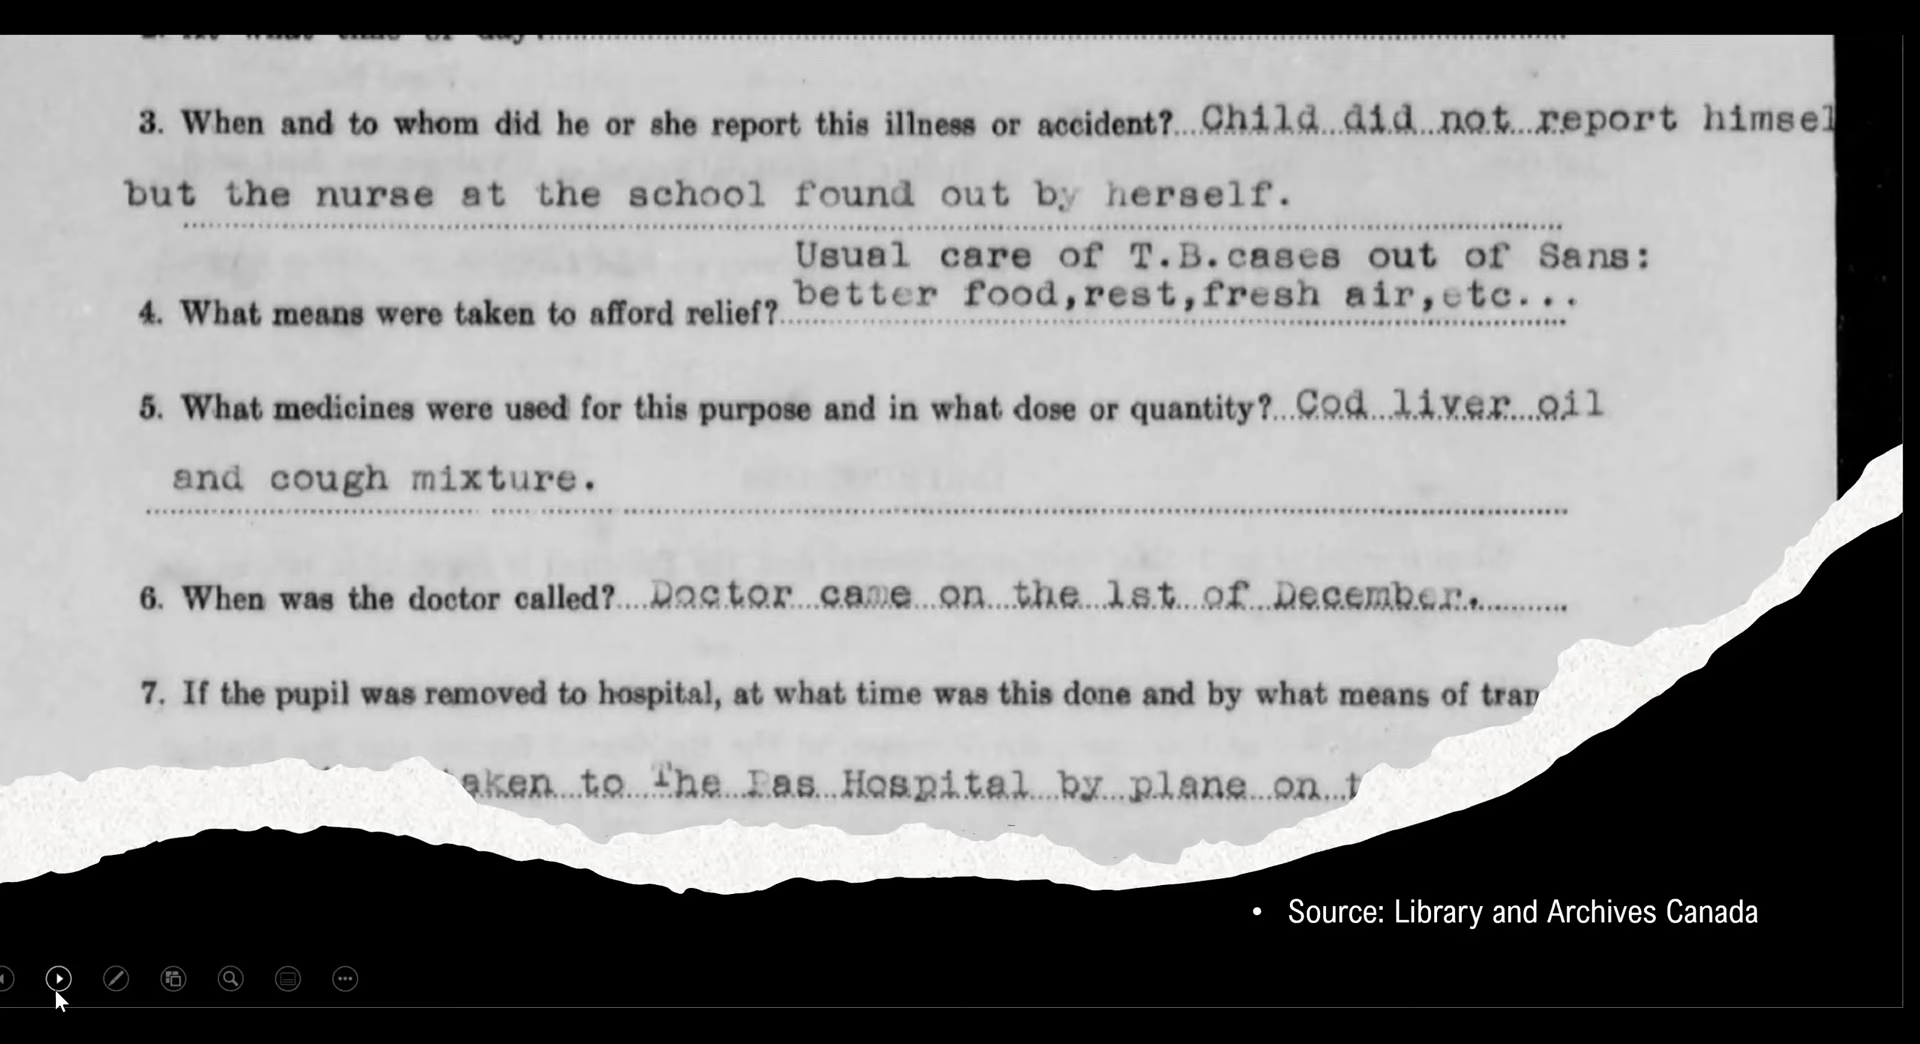 2. At what time of day?
3. When and to whom did he or she report this illness or accident? Child did not report himsel
but the nurse at the school found out by herself.
Usual care of T.B.cases out of Sans:
4. What means were taken to afford relief? better food,rest,fresh air,etc...
5. What medicines were used for this purpose and in what dose or quantity? Cod liver oil
and cough mixture.
6. When was the doctor called? Doctor came on the 1st of December.
7. If the pupil was removed to hospital, at what time was this done and by what means of tran
aken to The Pas Hospital by plane on t
• Source: Library and Archives Canada